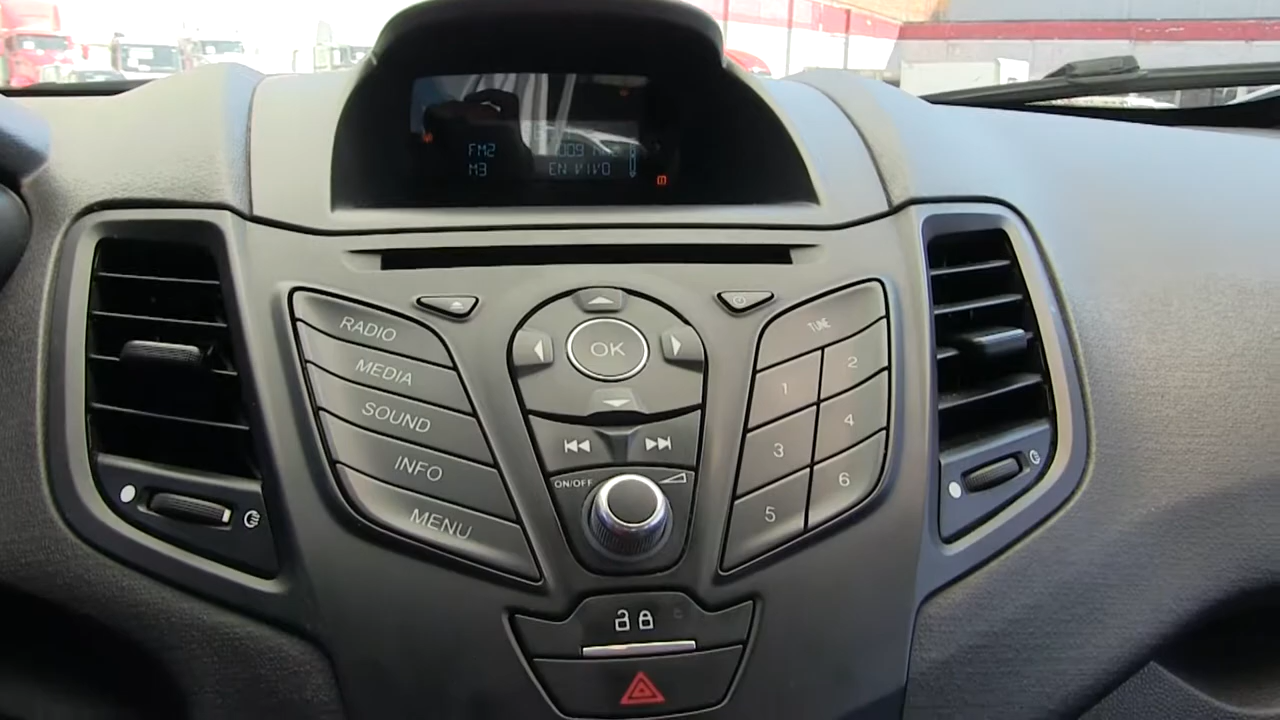 FM2
M3 EN VIVO
RADIO
MEDIA
SOUND
INFO
MENU
OK
ON/OFF
TUNE
1 2
3 4
5 6